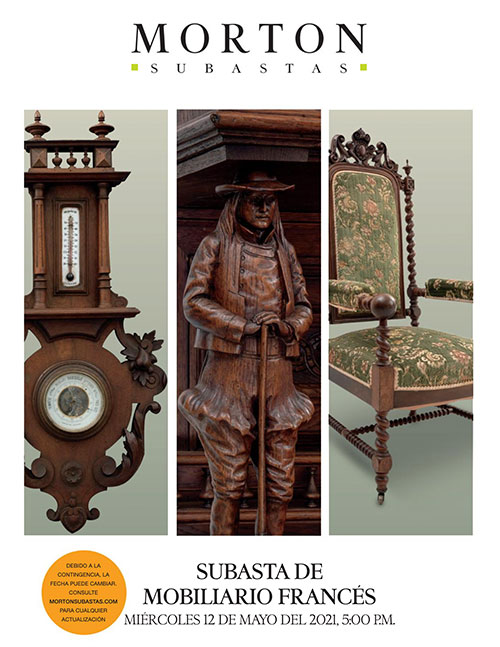 MORTON
SUBASTAS
DEBIDO A LA
CONTINGENCIA, LA
FECHA PUEDE CAMBIAR.
CONSULTE
MORTONSUBASTAS.COM
PARA CUALQUIER
ACTUALIZACIÓN
SUBASTA DE
MOBILIARIO FRANCÉS
MIÉRCOLES 12 DE MAYO DEL 2021, 5:00 P.M.